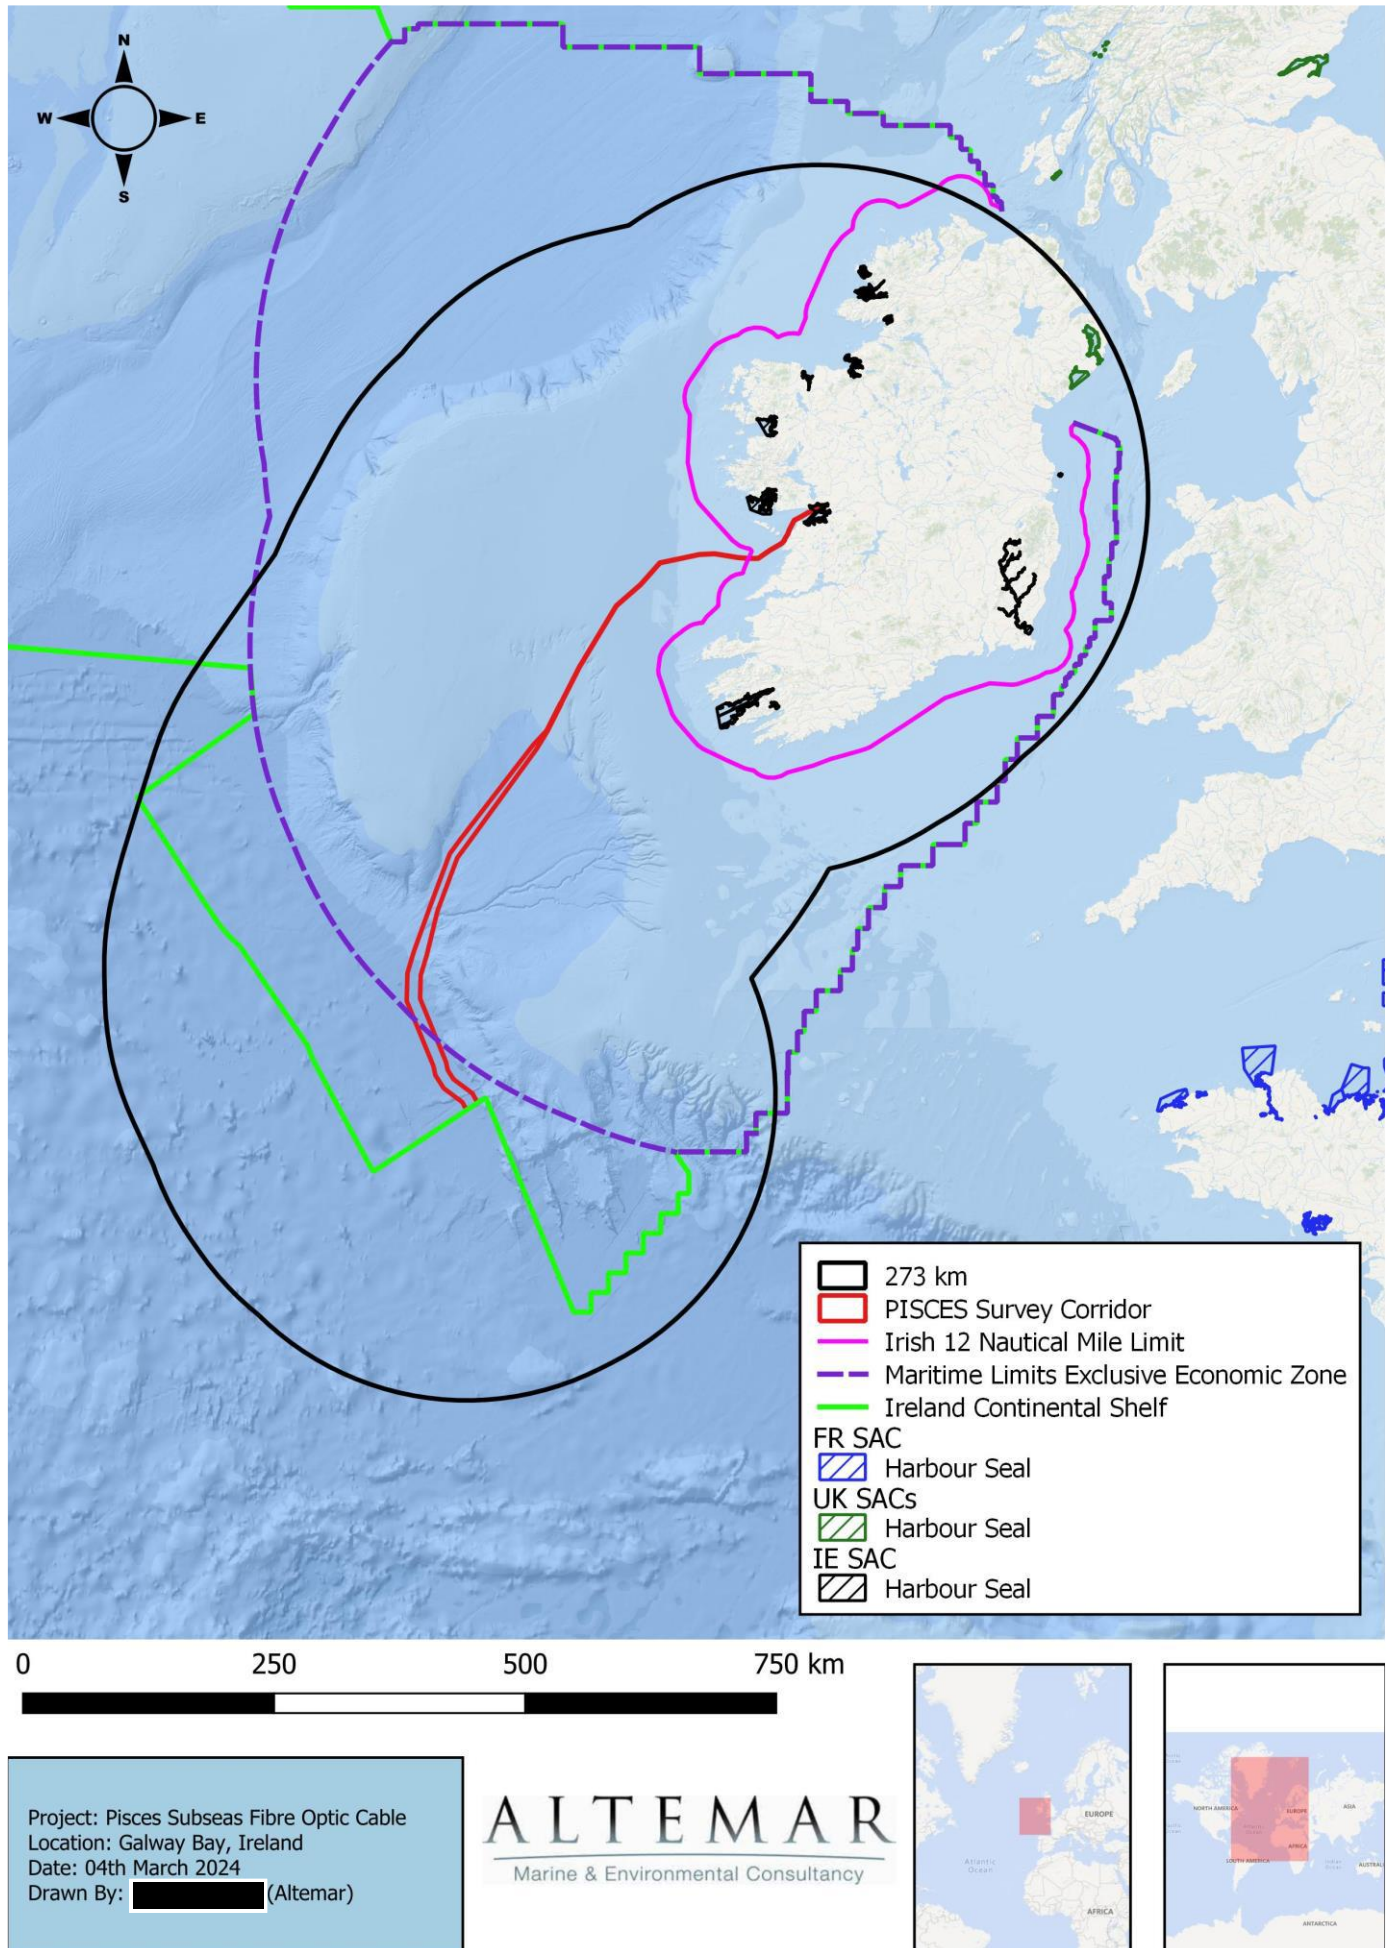 N
W
E
S
273 km
PISCES Survey Corridor
Irish 12 Nautical Mile Limit
Maritime Limits Exclusive Economic Zone
Ireland Continental Shelf
FR SAC
Harbour Seal
UK SACs
Harbour Seal
IE SAC
Harbour Seal
0 250 500 750 km
Project: Pisces Subseas Fibre Optic Cable
Location: Galway Bay, Ireland
Date: 04th March 2024
Drawn By: (Altemar)
ALTEMAR
Marine & Environmental Consultancy
EUROPE
Atlantic
Ocean
AFRICA
NORTH AMERICA
EUROPE
ASIA
AFRICA
SOUTH AMERICA
ANTARCTICA